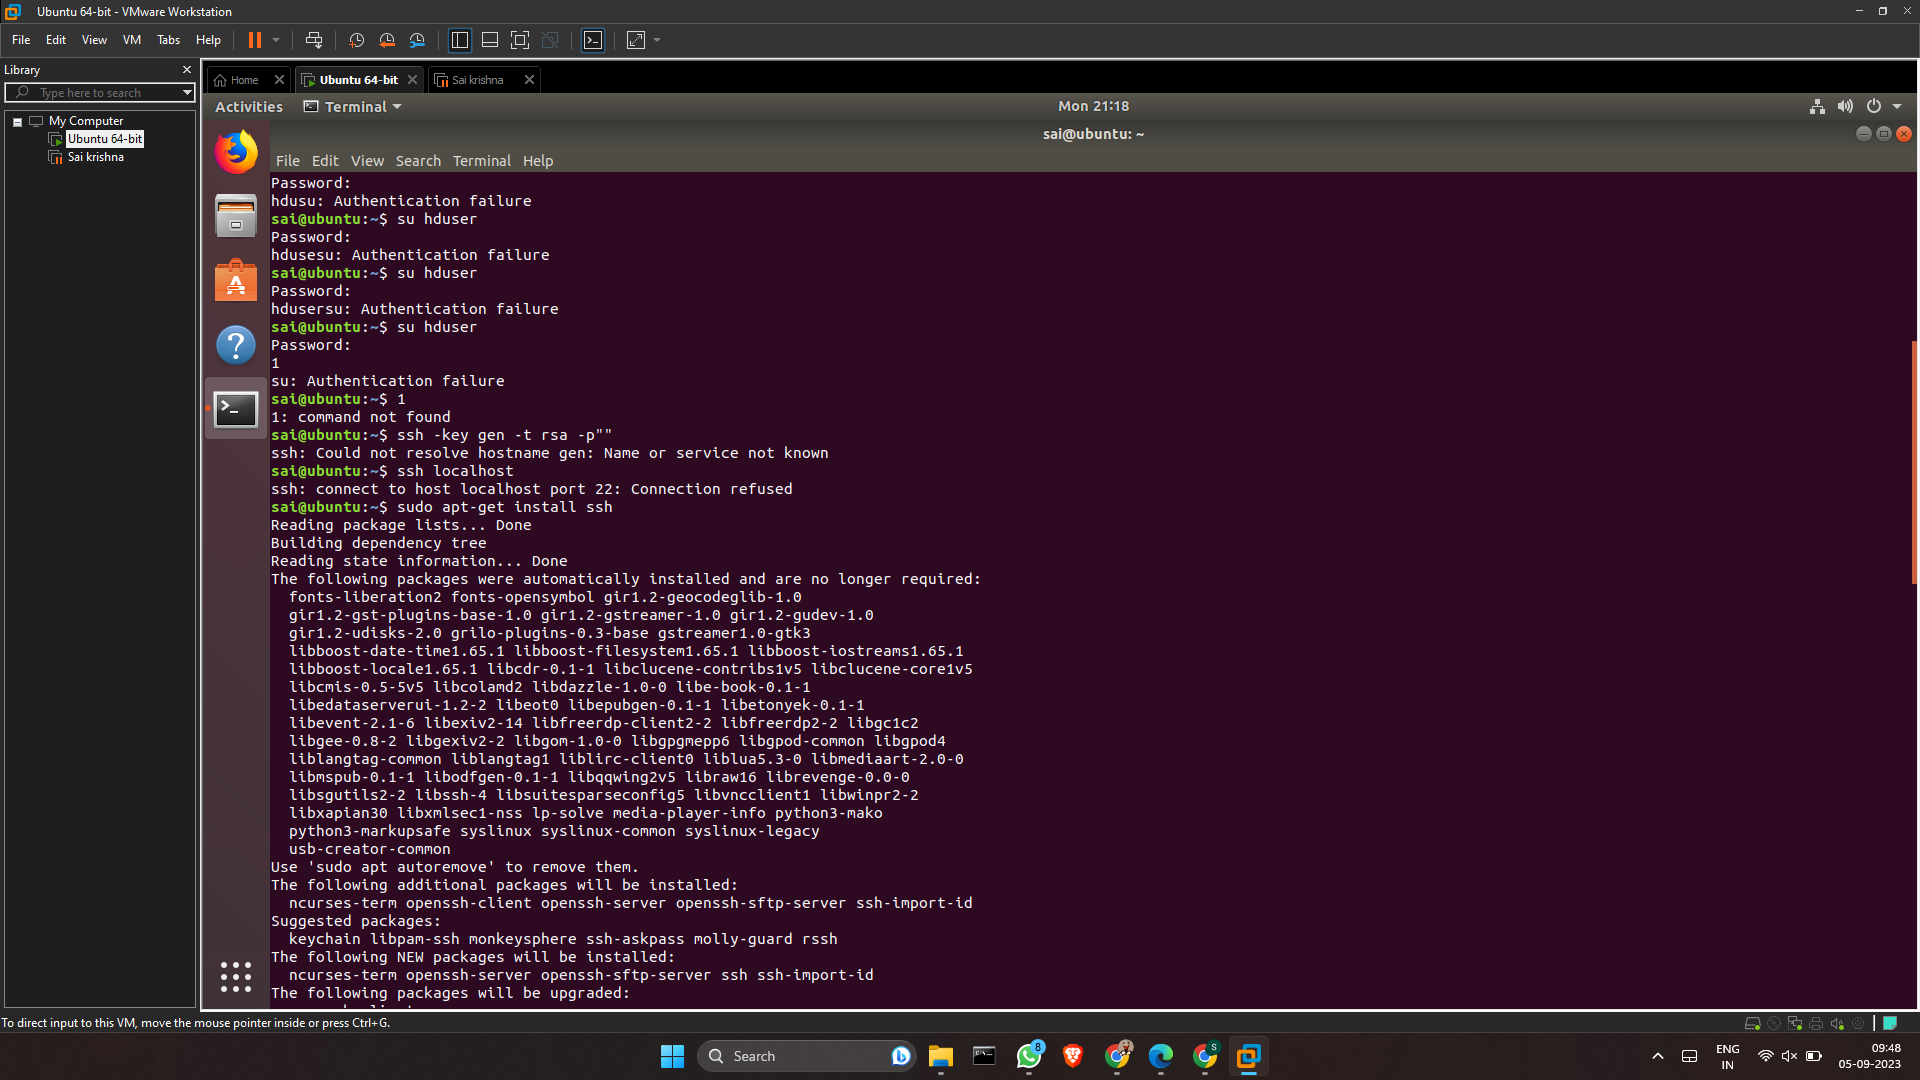 Ubuntu 64-bit - VMware Workstation
File Edit View VM Tabs Help
Library
Type here to search
My Computer
Ubuntu 64-bit
Sai krishna
Home Ubuntu 64-bit Sai krishna
Activities Terminal Mon 21:18
sai@ubuntu: ~
File Edit View Search Terminal Help
Password:
hdusu: Authentication failure
sai@ubuntu:~$ su hduser
Password:
hdusesu: Authentication failure
sai@ubuntu:~$ su hduser
Password:
hdusersu: Authentication failure
sai@ubuntu:~$ su hduser
Password:
1
su: Authentication failure
sai@ubuntu:~$ 1
1: command not found
sai@ubuntu:~$ ssh -key gen -t rsa -p""
ssh: Could not resolve hostname gen: Name or service not known
sai@ubuntu:~$ ssh localhost
ssh: connect to host localhost port 22: Connection refused
sai@ubuntu:~$ sudo apt-get install ssh
Reading package lists... Done
Building dependency tree
Reading state information... Done
The following packages were automatically installed and are no longer required:
fonts-liberation2 fonts-opensymbol gir1.2-geocodeglib-1.0
gir1.2-gst-plugins-base-1.0 gir1.2-gstreamer-1.0 gir1.2-gudev-1.0
gir1.2-udisks-2.0 grilo-plugins-0.3-base gstreamer1.0-gtk3
libboost-date-time1.65.1 libboost-filesystem1.65.1 libboost-iostreams1.65.1
libboost-locale1.65.1 libcdr-0.1-1 libclucene-contribs1v5 libclucene-core1v5
libcmis-0.5-5v5 libcolamd2 libdazzle-1.0-0 libe-book-0.1-1
libedataserverui-1.2-2 libeot0 libepubgen-0.1-1 libetonyek-0.1-1
libevent-2.1-6 libexiv2-14 libfreerdp-client2-2 libfreerdp2-2 libgc1c2
libgee-0.8-2 libgexiv2-2 libgom-1.0-0 libgpgmepp6 libgpod-common libgpod4
liblangtag-common liblangtag1 liblirc-client0 liblua5.3-0 libmediaart-2.0-0
libmspub-0.1-1 libodfgen-0.1-1 libqqwing2v5 libraw16 librevenge-0.0-0
libsgutils2-2 libssh-4 libsuitesparseconfig5 libvncclient1 libwinpr2-2
libxapian30 libxmlsec1-nss lp-solve media-player-info python3-mako
python3-markupsafe syslinux syslinux-common syslinux-legacy
usb-creator-common
Use 'sudo apt autoremove' to remove them.
The following additional packages will be installed:
ncurses-term openssh-client openssh-server openssh-sftp-server ssh-import-id
Suggested packages:
keychain libpam-ssh monkeysphere ssh-askpass molly-guard rssh
The following NEW packages will be installed:
ncurses-term openssh-server openssh-sftp-server ssh ssh-import-id
The following packages will be upgraded:
To direct input to this VM, move the mouse pointer inside or press Ctrl+G.
Search
8
S
ENG
IN
09:48
05-09-2023